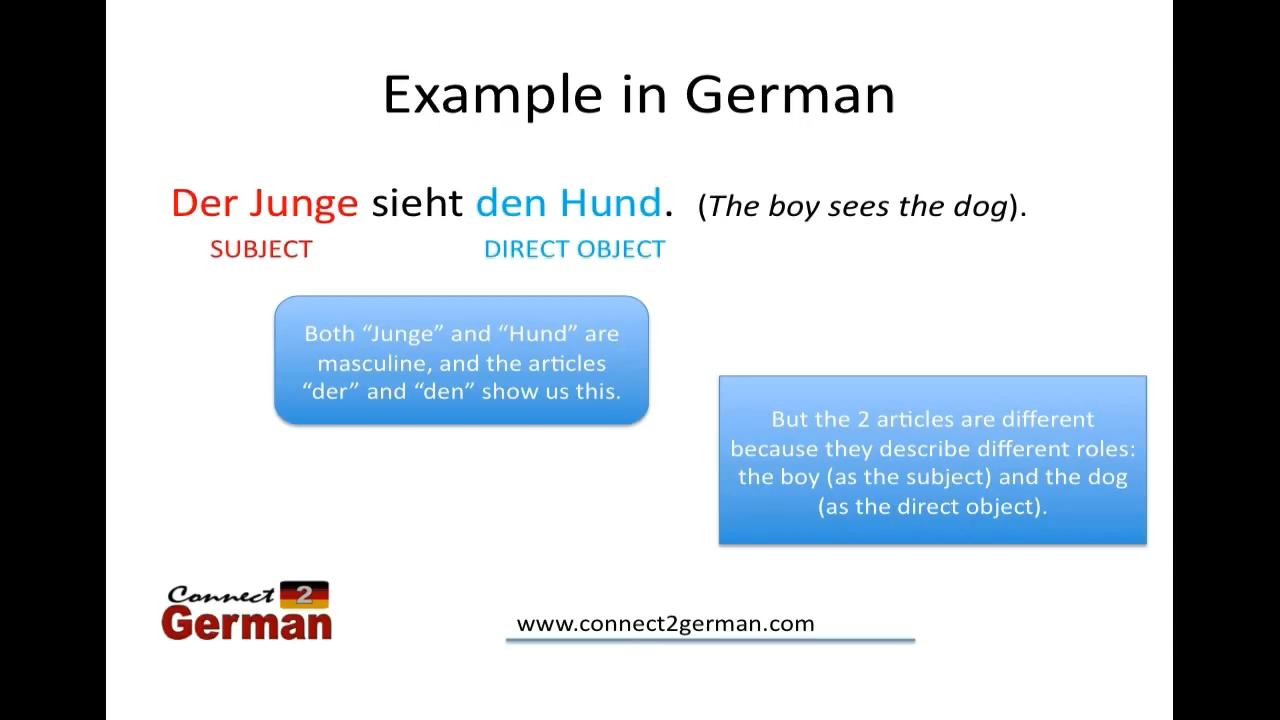 Example in German
Der Junge sieht den Hund. (The boy sees the dog).
SUBJECT DIRECT OBJECT
Both “Junge” and “Hund” are
masculine, and the articles
“der” and “den” show us this.
But the 2 articles are different
because they describe different roles:
the boy (as the subject) and the dog
(as the direct object).
Connect 2
German
www.connect2german.com